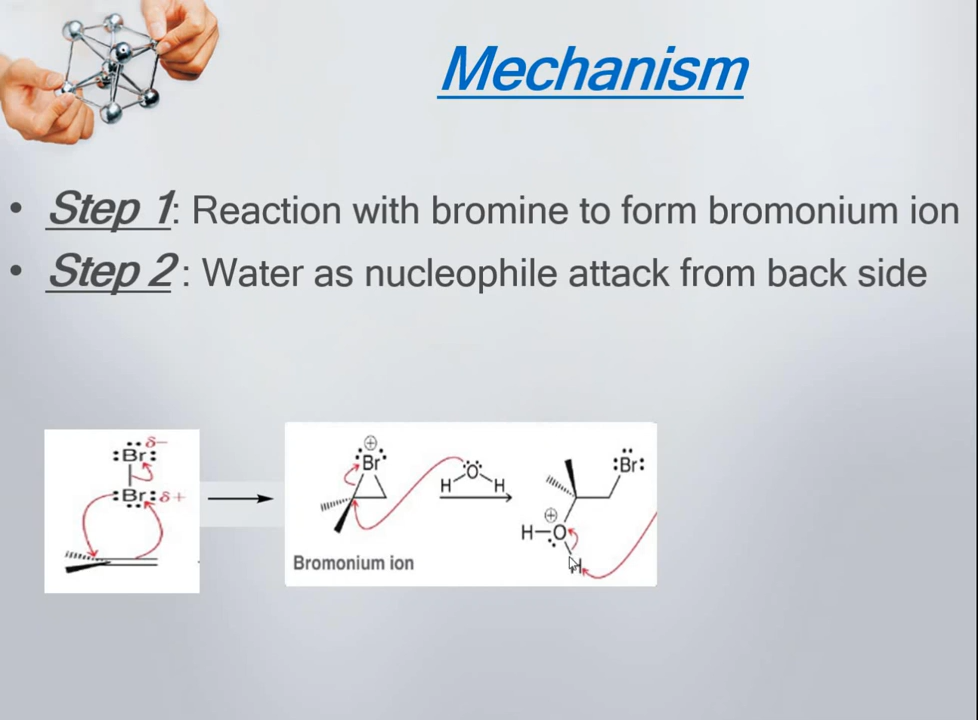 Mechanism
• Step 1: Reaction with bromine to form bromonium ion
• Step 2 : Water as nucleophile attack from back side
δ−
:Br:
:Br: δ+
⊕
:Br:
O
H H
Bromonium ion
:Br:
⊕
H—O
H